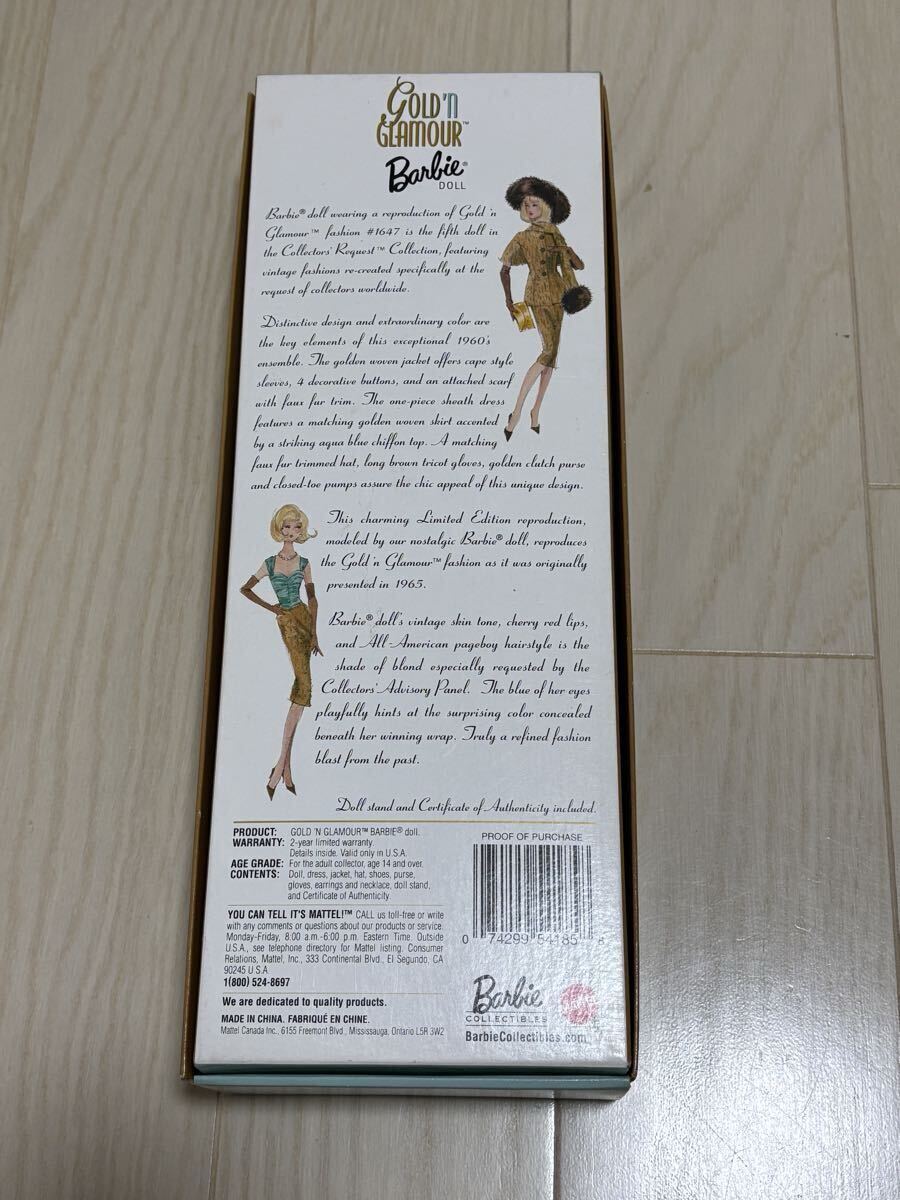 GOLD 'N
GLAMOUR™
Barbie®
DOLL
Barbie® doll wearing a reproduction of Gold 'n
Glamour™ fashion #1647 is the fifth doll in
the Collectors' Request™ Collection, featuring
vintage fashions re-created specifically at the
request of collectors worldwide.
Distinctive design and extraordinary color are
the key elements of this exceptional 1960's
ensemble. The golden woven jacket offers cape style
sleeves, 4 decorative buttons, and an attached scarf
with faux fur trim. The one-piece sheath dress
features a matching golden woven skirt accented
by a striking aqua blue chiffon top. A matching
faux fur trimmed hat, long brown tricot gloves, golden clutch purse
and closed-toe pumps assure the chic appeal of this unique design.
This charming Limited Edition reproduction,
modeled by our nostalgic Barbie® doll, reproduces
the Gold 'n Glamour™ fashion as it was originally
presented in 1965.
Barbie® doll's vintage skin tone, cherry red lips,
and All-American pageboy hairstyle is the
shade of blond especially requested by the
Collectors' Advisory Panel. The blue of her eyes
playfully hints at the surprising color concealed
beneath her winning wrap. Truly a refined fashion
blast from the past.
Doll stand and Certificate of Authenticity included.
PRODUCT: GOLD 'N GLAMOUR™ BARBIE® doll.
WARRANTY: 2-year limited warranty.
Details inside. Valid only in U.S.A.
AGE GRADE: For the adult collector, age 14 and over.
CONTENTS: Doll, dress, jacket, hat, shoes, purse,
gloves, earrings and necklace, doll stand,
and Certificate of Authenticity.
YOU CAN TELL IT'S MATTEL!™ CALL us toll-free or write
with any comments or questions about our products or service.
Monday-Friday, 8:00 a.m.-6:00 p.m. Eastern Time. Outside
U.S.A., see telephone directory for Mattel listing. Consumer
Relations, Mattel, Inc., 333 Continental Blvd., El Segundo, CA
90245 U.S.A.
1(800) 524-8697
We are dedicated to quality products.
MADE IN CHINA. FABRIQUÉ EN CHINE.
Mattel Canada Inc., 6155 Freemont Blvd., Mississauga, Ontario L5R 3W2
PROOF OF PURCHASE
0 74299 54185 8
Barbie
COLLECTIBLES
BarbieCollectibles.com